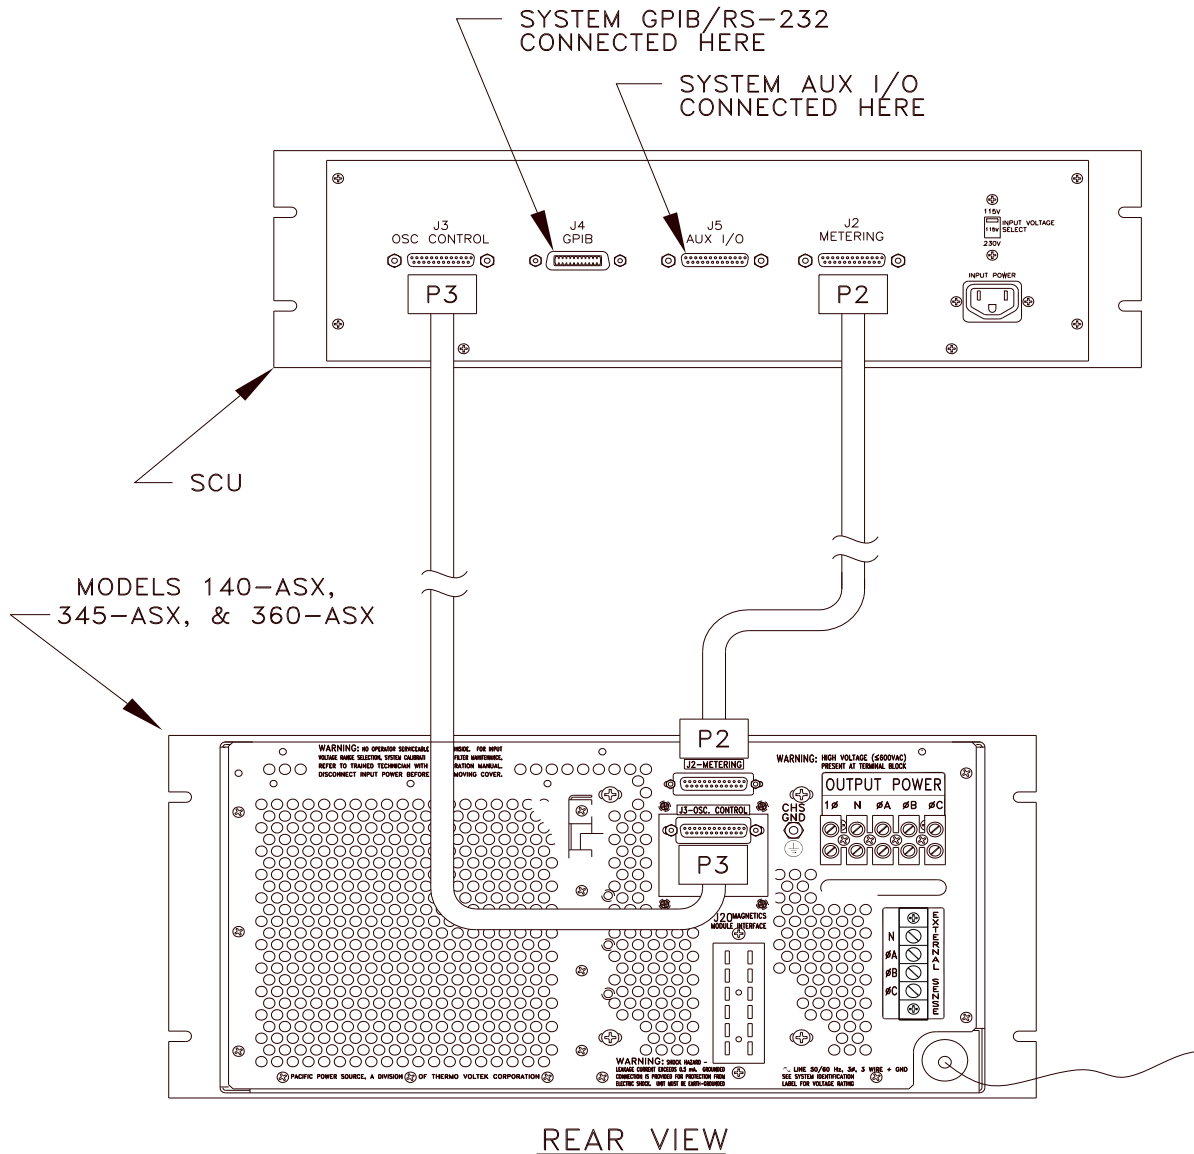 SYSTEM GPIB/RS-232
CONNECTED HERE
SYSTEM AUX I/O
CONNECTED HERE
J3
OSC CONTROL
J4
GPIB
J5
AUX I/O
J2
METERING
115V
115V
INPUT VOLTAGE
SELECT
230V
INPUT POWER
P3
P2
SCU
MODELS 140-ASX,
345-ASX, & 360-ASX
P2
WARNING: NO OPERATOR SERVICEABLE INSIDE. FOR INPUT
VOLTAGE RANGE SELECTION, SYSTEM CALIBRATI FILTER MAINTENANCE,
REFER TO TRAINED TECHNICIAN WITH RATION MANUAL.
DISCONNECT INPUT POWER BEFORE MOVING COVER.
J2-METERING
WARNING: HIGH VOLTAGE (≤600VAC)
PRESENT AT TERMINAL BLOCK
OUTPUT POWER
1ø N øA øB øC
J3-OSC. CONTROL
CHS
GND
P3
J20 MAGNETICS
MODULE INTERFACE
N
øA
øB
øC
EXTERNAL SENSE
WARNING: SHOCK HAZARD -
LEAKAGE CURRENT EXCEEDS 0.5 mA. GROUNDED
CONNECTION IS PROVIDED FOR PROTECTION FROM
ELECTRIC SHOCK. UNIT MUST BE EARTH-GROUNDED
PACIFIC POWER SOURCE, A DIVISION OF THERMO VOLTEK CORPORATION
LINE 50/60 Hz, 3ø, 3 WIRE + GND
SEE SYSTEM IDENTIFICATION
LABEL FOR VOLTAGE RATING
REAR VIEW